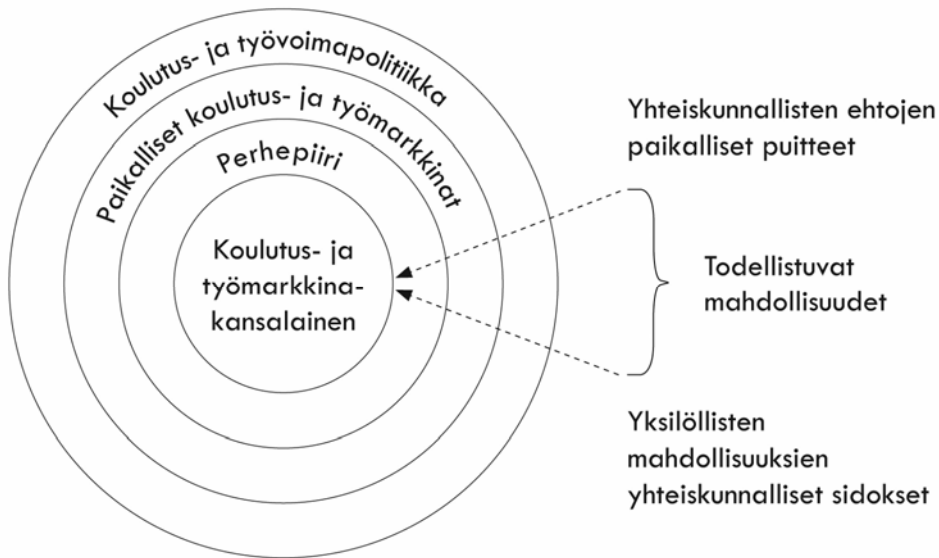 Koulutus- ja työvoimapolitiikka
Paikalliset koulutus- ja työmarkkinat
Perhepiiri
Koulutus- ja
työmarkkina-
kansalainen
Yhteiskunnallisten ehtojen
paikalliset puitteet
Todellistuvat
mahdollisuudet
Yksilöllisten
mahdollisuuksien
yhteiskunnalliset sidokset